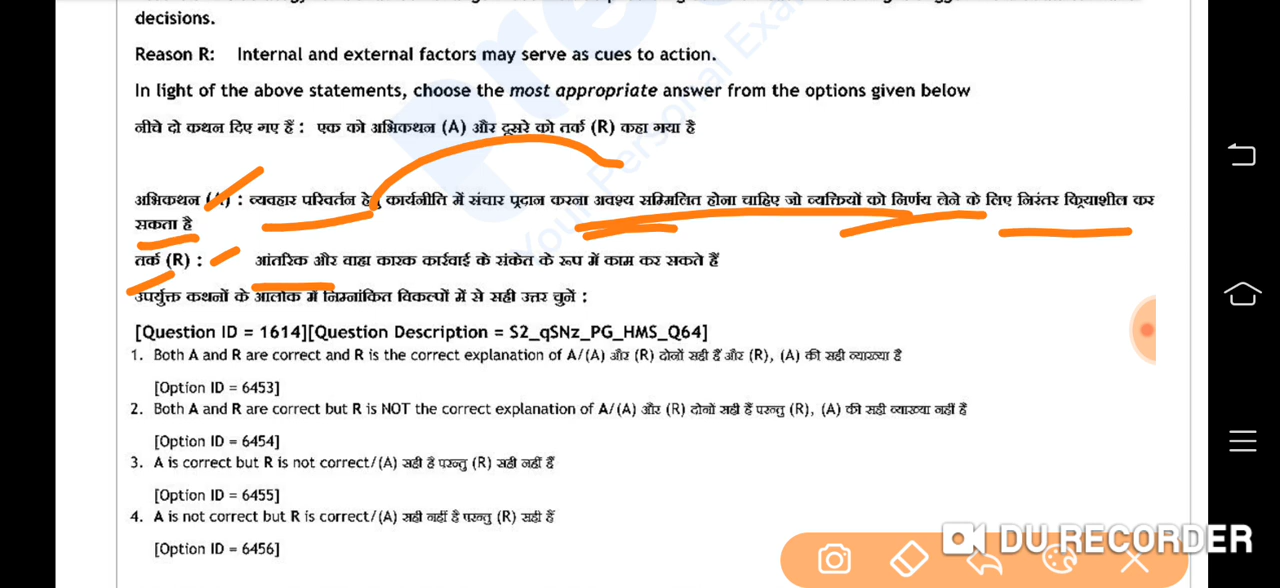 decisions.
Reason R: Internal and external factors may serve as cues to action.
In light of the above statements, choose the most appropriate answer from the options given below
नीचे दो कथन दिए गए हैं : एक को अभिकथन (A) और दूसरे को तर्क (R) कहा गया है
अभिकथन (A) : व्यवहार परिवर्तन हेतु कार्यनीति में संचार प्रदान करना अवश्य सम्मिलित होना चाहिए जो व्यक्तियों को निर्णय लेने के लिए निरंतर क्रियाशील कर
सकता है
तर्क (R) : आंतरिक और वाह्य कारक कार्रवाई के संकेत के रूप में काम कर सकते हैं
उपर्युक्त कथनों के आलोक में निम्नांकित विकल्पों में से सही उत्तर चुनें :
[Question ID = 1614][Question Description = S2_qSNz_PG_HMS_Q64]
1. Both A and R are correct and R is the correct explanation of A/(A) और (R) दोनों सही हैं और (R), (A) की सही व्याख्या है
[Option ID = 6453]
2. Both A and R are correct but R is NOT the correct explanation of A/(A) और (R) दोनों सही हैं परन्तु (R), (A) की सही व्याख्या नहीं है
[Option ID = 6454]
3. A is correct but R is not correct/(A) सही है परन्तु (R) सही नहीं हैं
[Option ID = 6455]
4. A is not correct but R is correct/(A) सही नहीं है परन्तु (R) सही हैं
[Option ID = 6456]
DU RECORDER